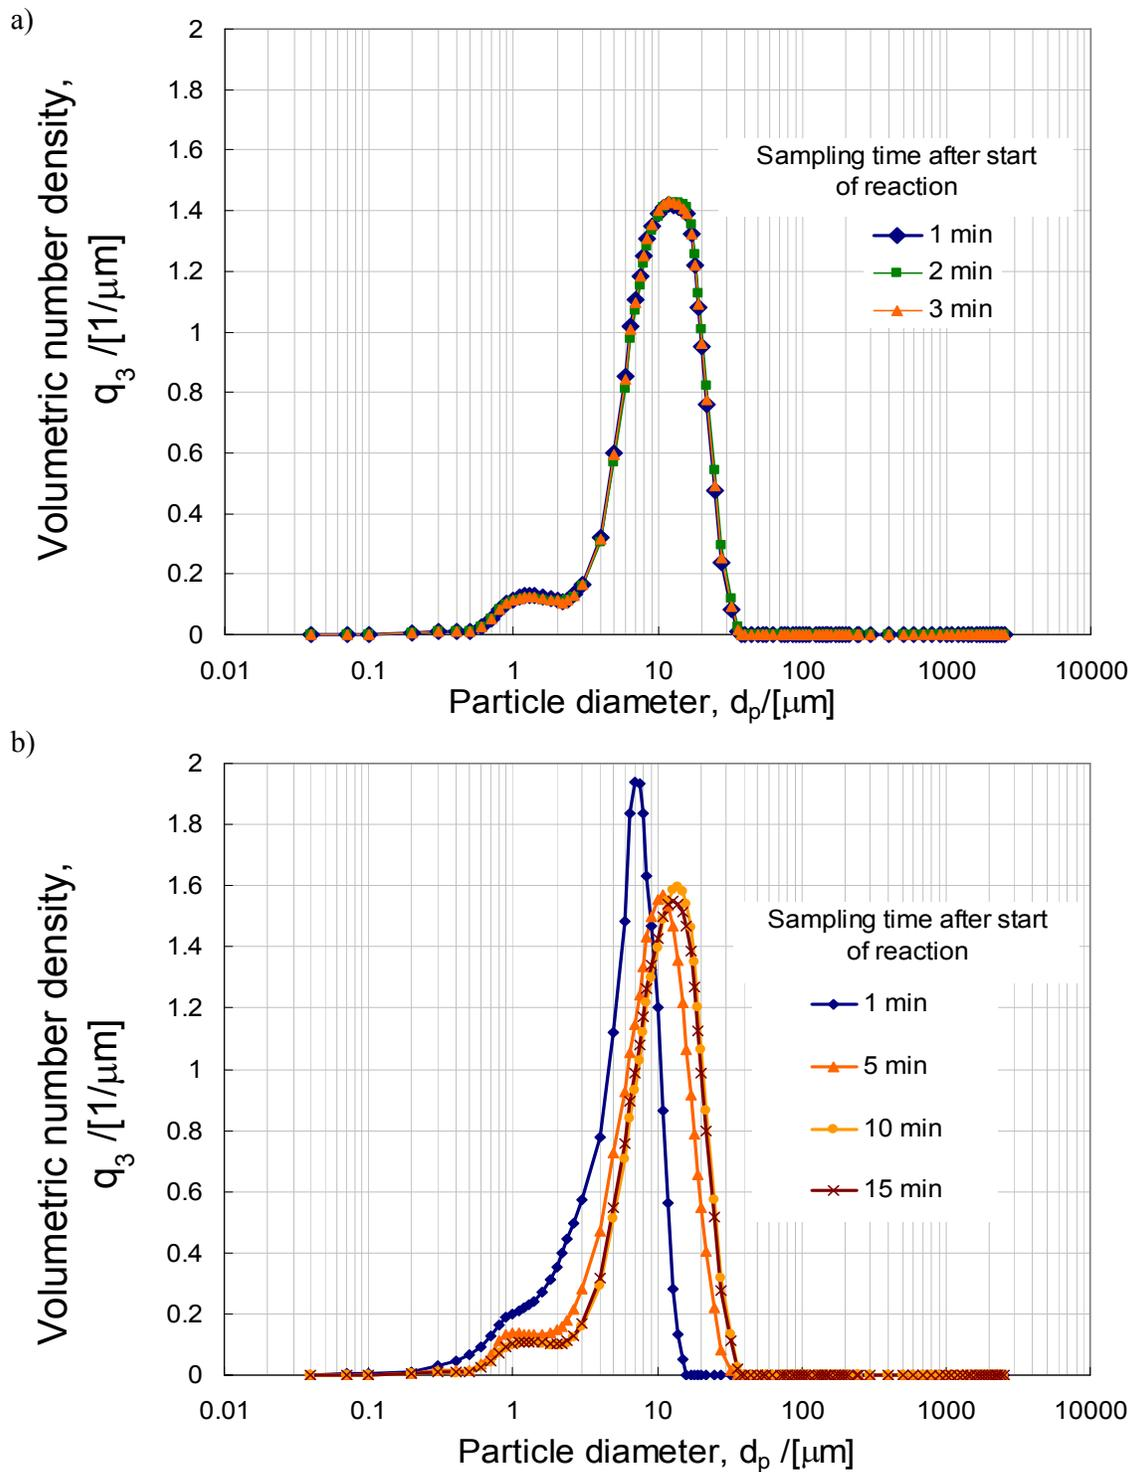 a)
Volumetric number density,
q3 /[1/μm]
2
1.8
1.6
1.4
1.2
1
0.8
0.6
0.4
0.2
0
Sampling time after start
of reaction
1 min
2 min
3 min
0.01 0.1 1 10 100 1000 10000
Particle diameter, dp/[μm]
b)
Volumetric number density,
q3 /[1/μm]
2
1.8
1.6
1.4
1.2
1
0.8
0.6
0.4
0.2
0
Sampling time after start
of reaction
1 min
5 min
10 min
15 min
0.01 0.1 1 10 100 1000 10000
Particle diameter, dp /[μm]